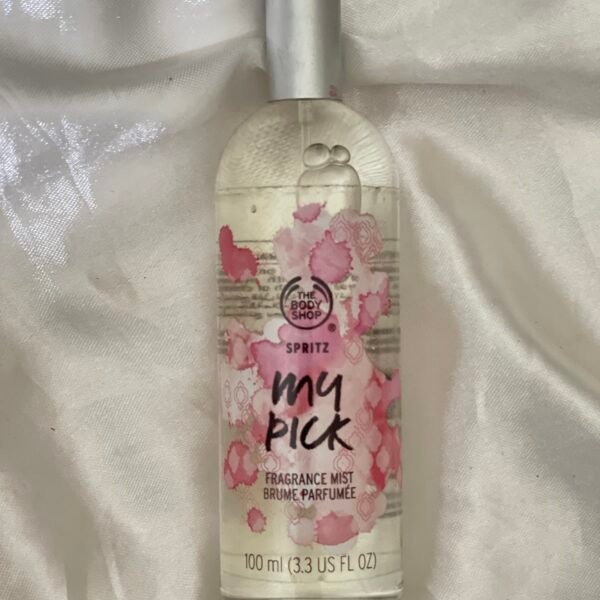 THE
BODY
SHOP
®
SPRITZ
my
PICK
FRAGRANCE MIST
BRUME PARFUMÉE
100 ml (3.3 US FL OZ)